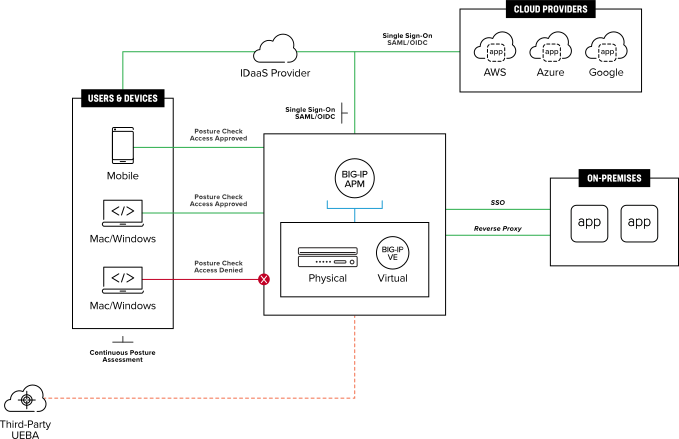 CLOUD PROVIDERS
Single Sign-On
SAML/OIDC
app
app
app
AWS
Azure
Google
IDaaS Provider
USERS & DEVICES
Single Sign-On
SAML/OIDC
Mobile
Posture Check
Access Approved
BIG-IP
APM
ON-PREMISES
</>
Mac/Windows
Posture Check
Access Approved
SSO
Reverse Proxy
app
app
</>
Mac/Windows
Posture Check
Access Denied
Physical
BIG-IP
VE
Virtual
Continuous Posture
Assessment
Third-Party
UEBA